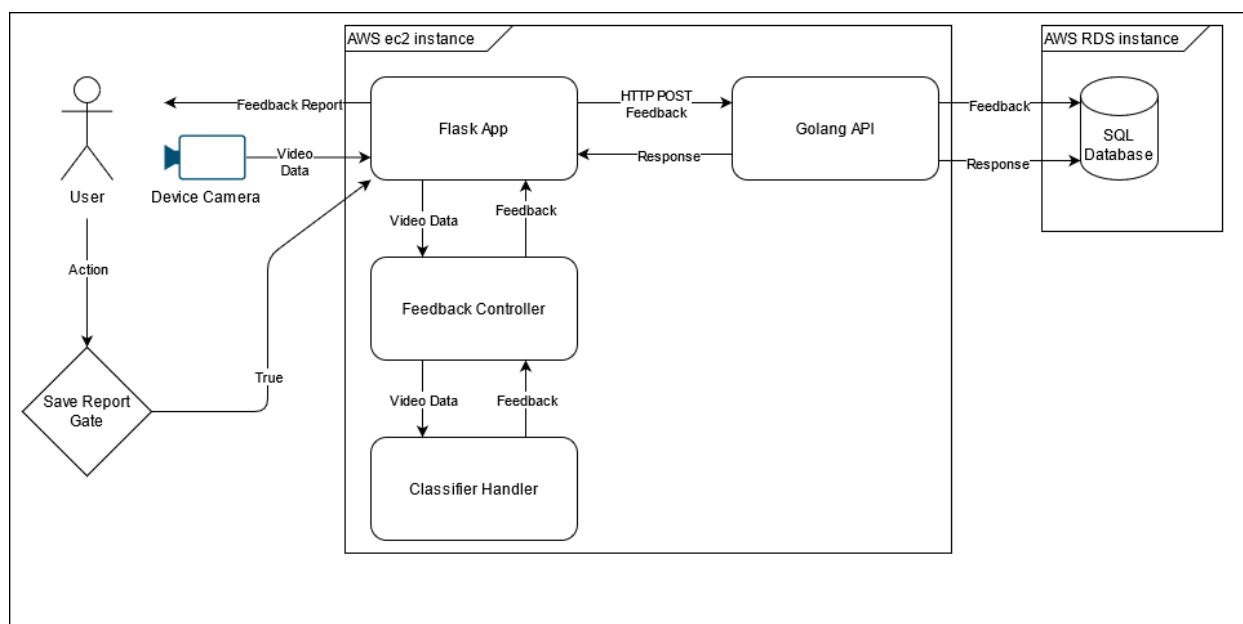 AWS ec2 instance
AWS RDS instance
Feedback Report
Flask App
HTTP POST
Feedback
Golang API
Feedback
SQL
Database
Video
Data
Response
Response
User
Device Camera
Video Data
Feedback
Action
Feedback Controller
True
Save Report
Gate
Video Data
Feedback
Classifier Handler